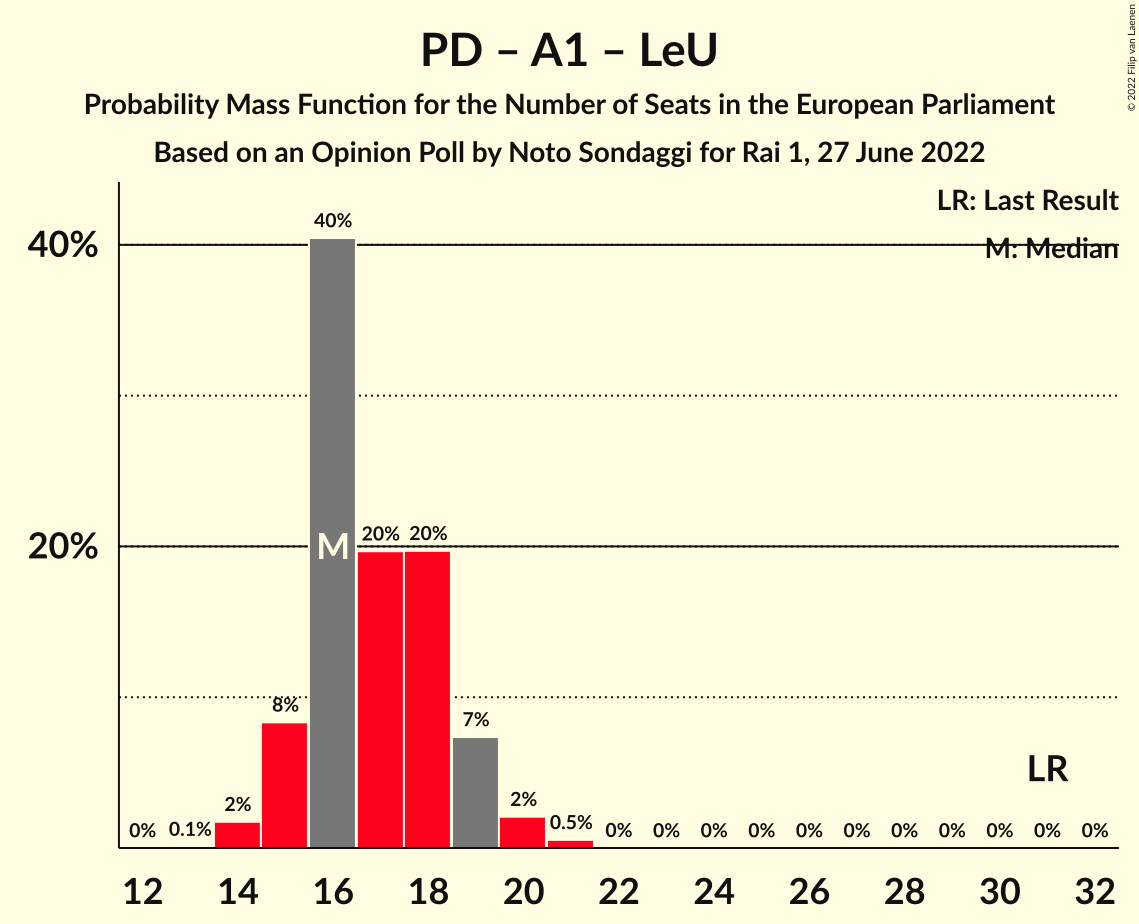 PD – A1 – LeU
Probability Mass Function for the Number of Seats in the European Parliament
Based on an Opinion Poll by Noto Sondaggi for Rai 1, 27 June 2022
© 2022 Filip van Laenen
LR: Last Result
M: Median
40%
20%
0% 0.1% 2% 8% 40% 20% 20% 7% 2% 0.5% 0% 0% 0% 0% 0% 0% 0% 0% 0% 0% 0%
M
LR
12 14 16 18 20 22 24 26 28 30 32